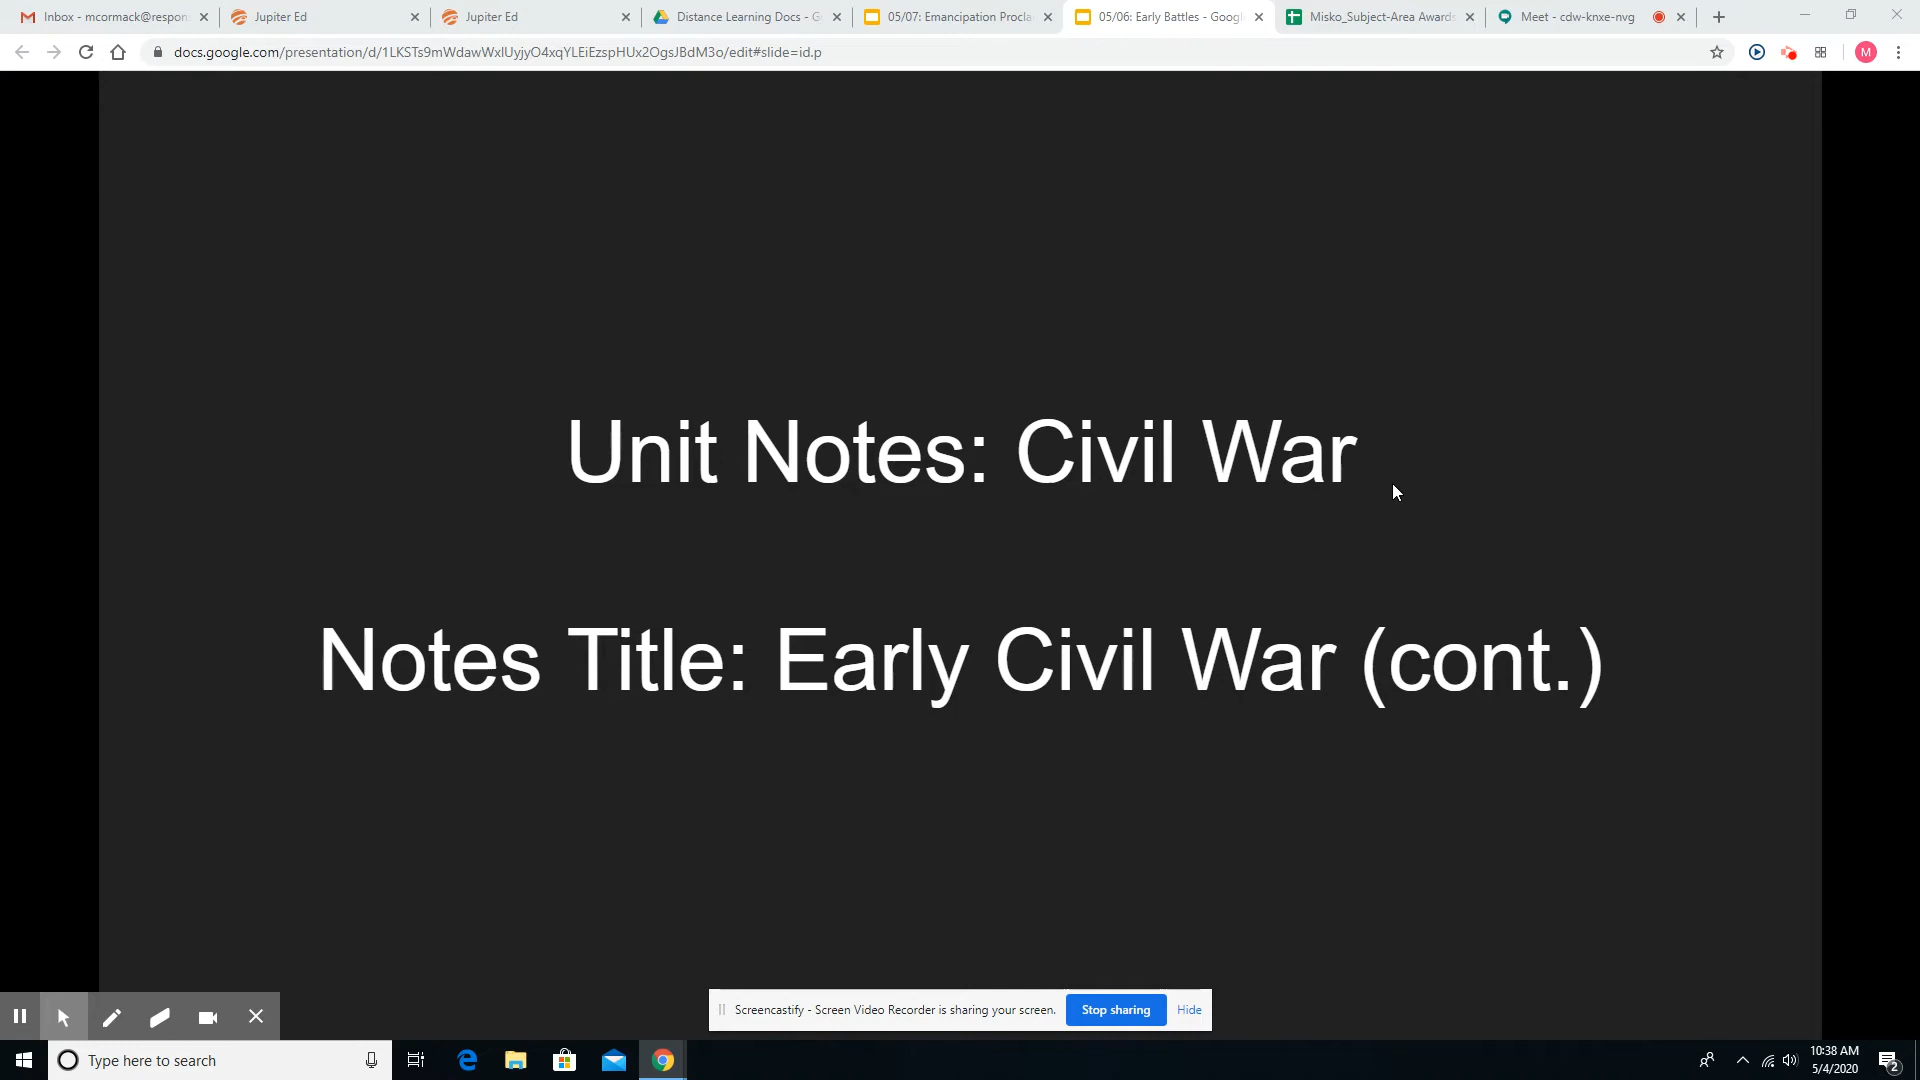 Inbox - mcormack@respon
Jupiter Ed
Jupiter Ed
Distance Learning Docs - G
05/07: Emancipation Procla
05/06: Early Battles - Googl
Misko_Subject-Area Awards
Meet - cdw-knxe-nvg
docs.google.com/presentation/d/1LKSTs9mWdawWxlUyjyO4xqYLEiEzspHUx2OgsJBdM3o/edit#slide=id.p
M
Unit Notes: Civil War
Notes Title: Early Civil War (cont.)
Screencastify - Screen Video Recorder is sharing your screen.
Stop sharing
Hide
Type here to search
10:38 AM
5/4/2020
2